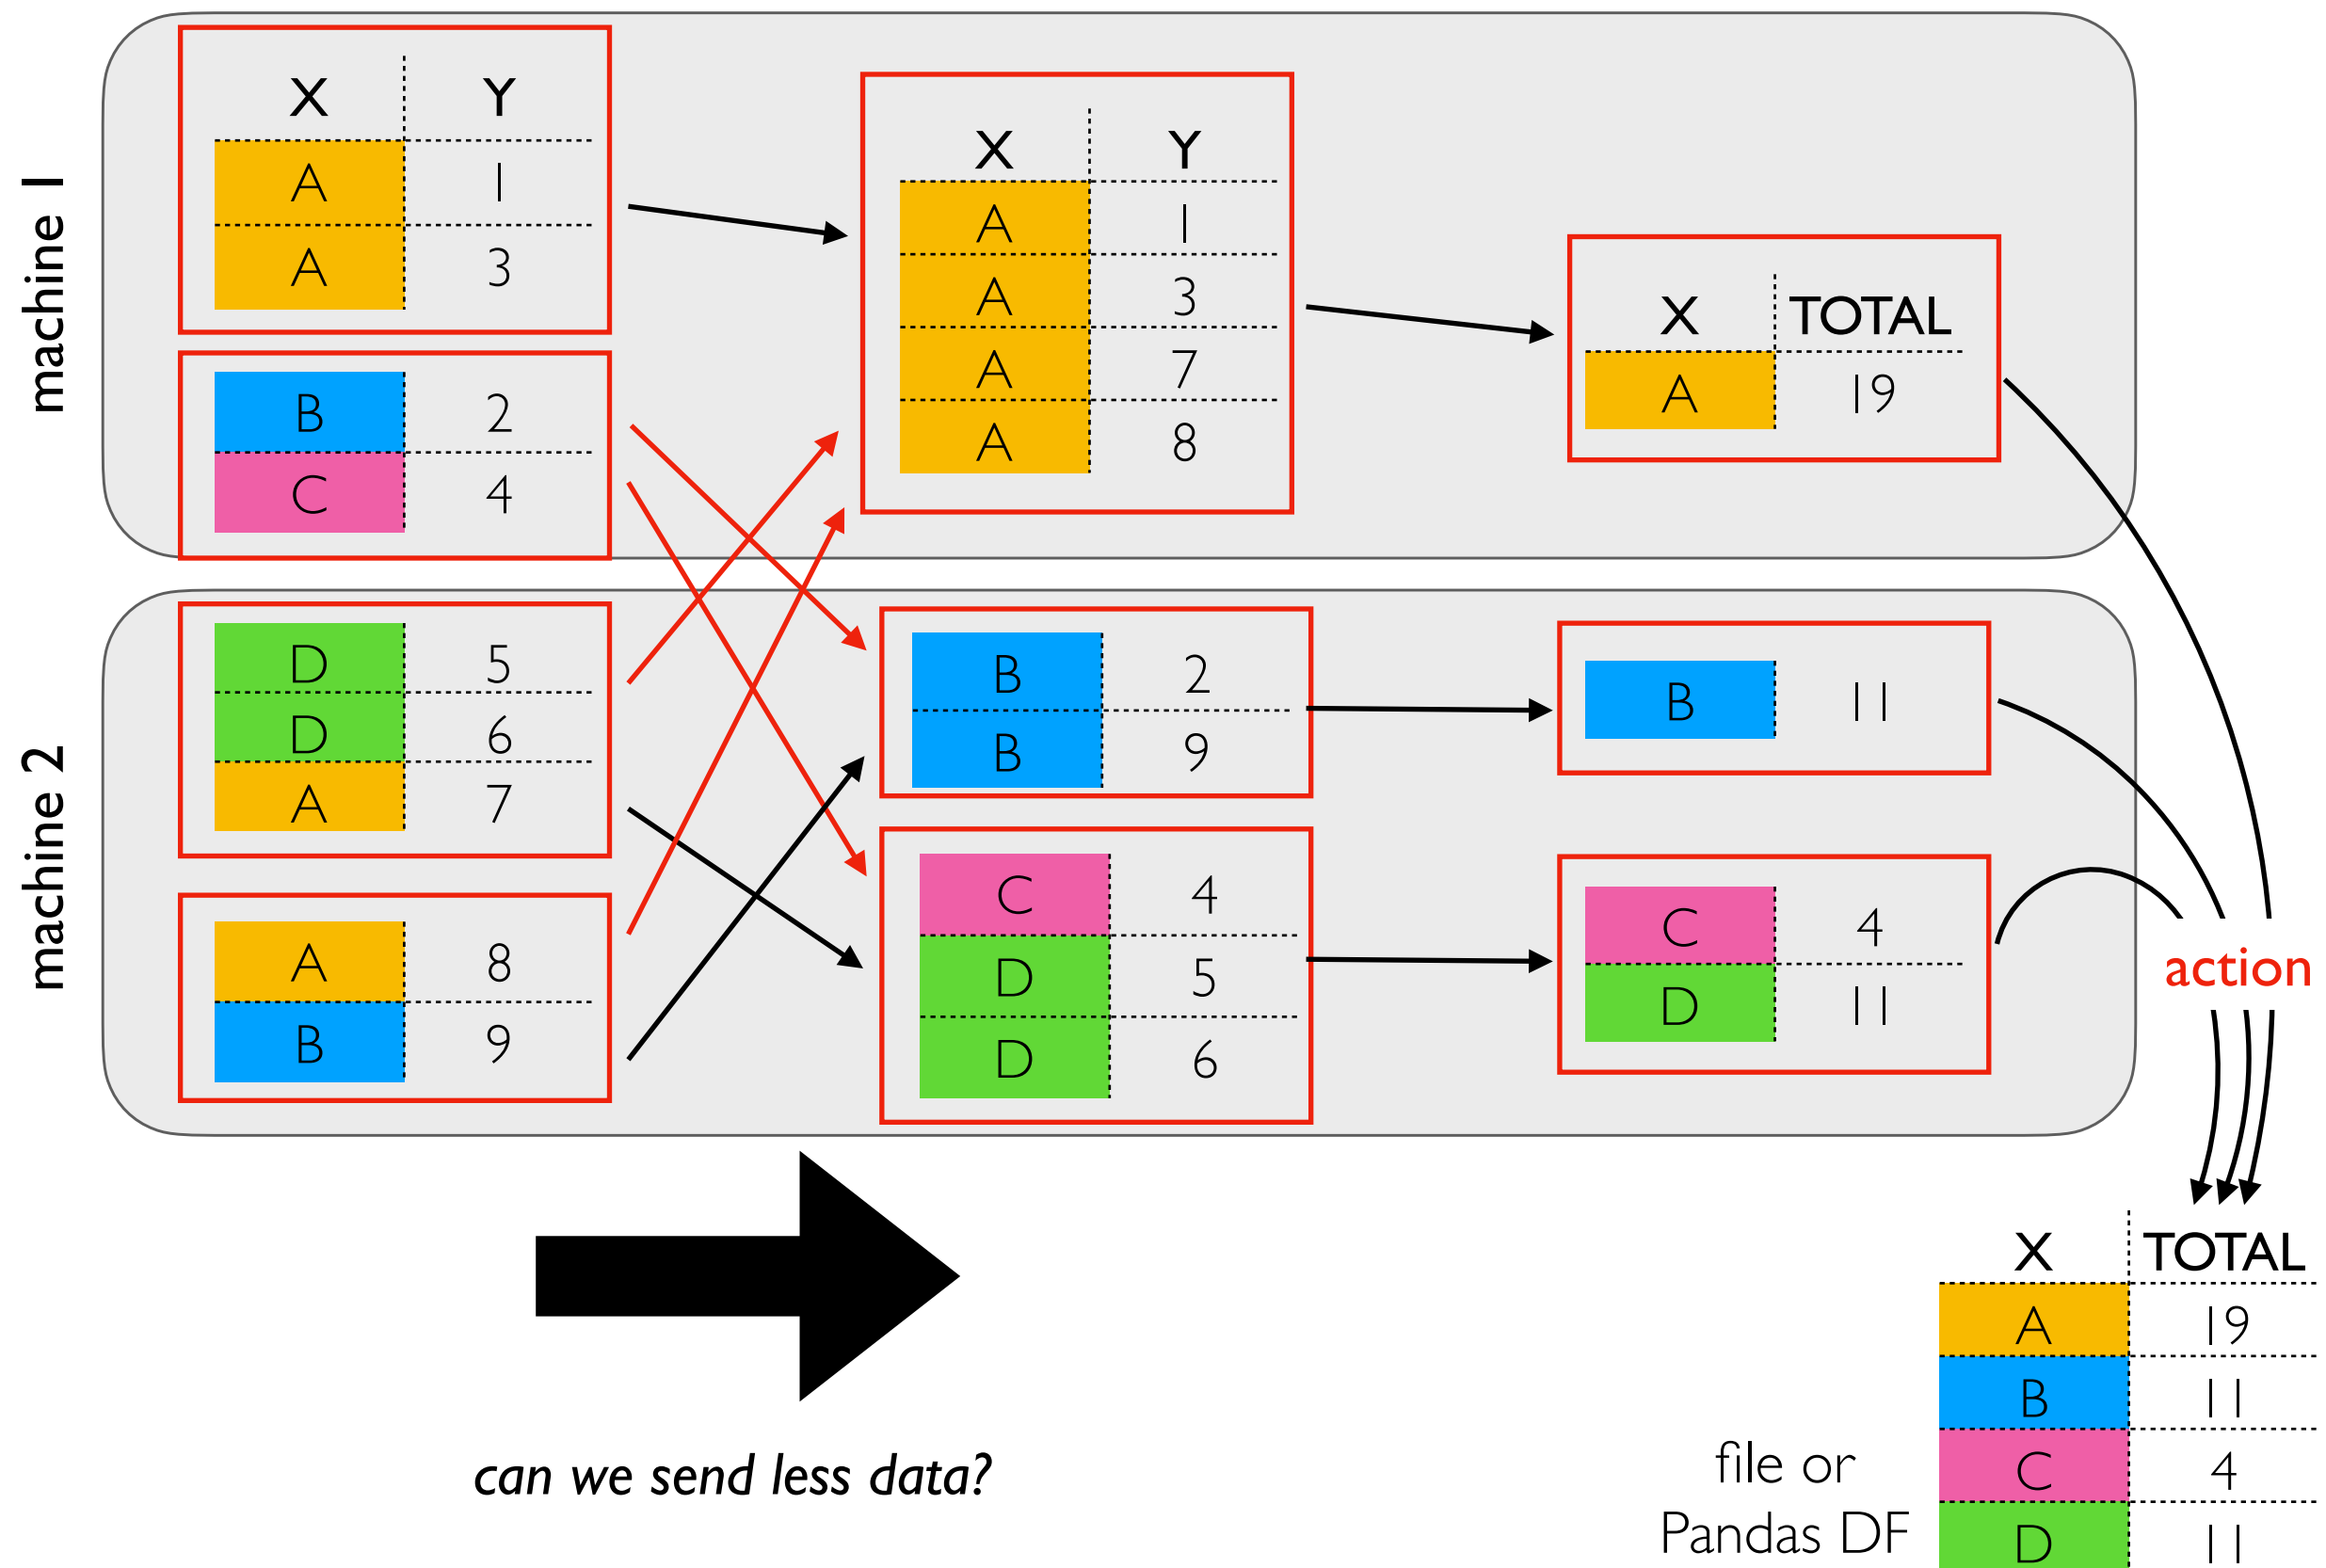 machine 1
X Y
A 1
A 3
B 2
C 4
X Y
A 1
A 3
A 7
A 8
X TOTAL
A 19
machine 2
D 5
D 6
A 7
A 8
B 9
B 2
B 9
C 4
D 5
D 6
B 11
C 4
D 11
action
can we send less data?
file or
Pandas DF
X TOTAL
A 19
B 11
C 4
D 11